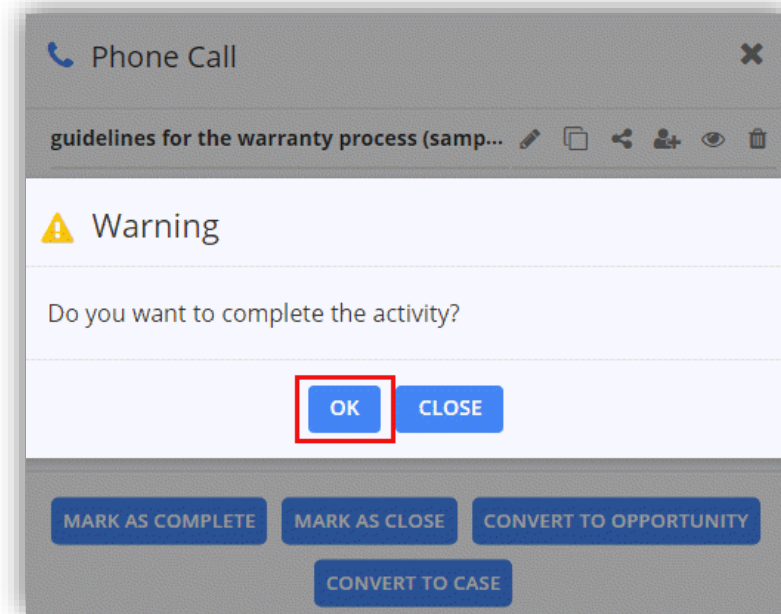 Phone Call
guidelines for the warranty process (samp...
Warning
Do you want to complete the activity?
OK CLOSE
MARK AS COMPLETE MARK AS CLOSE CONVERT TO OPPORTUNITY
CONVERT TO CASE